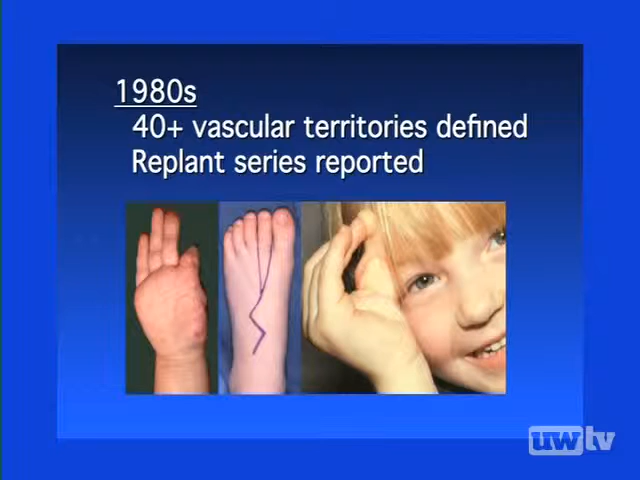 1980s
40+ vascular territories defined
Replant series reported
uwtv